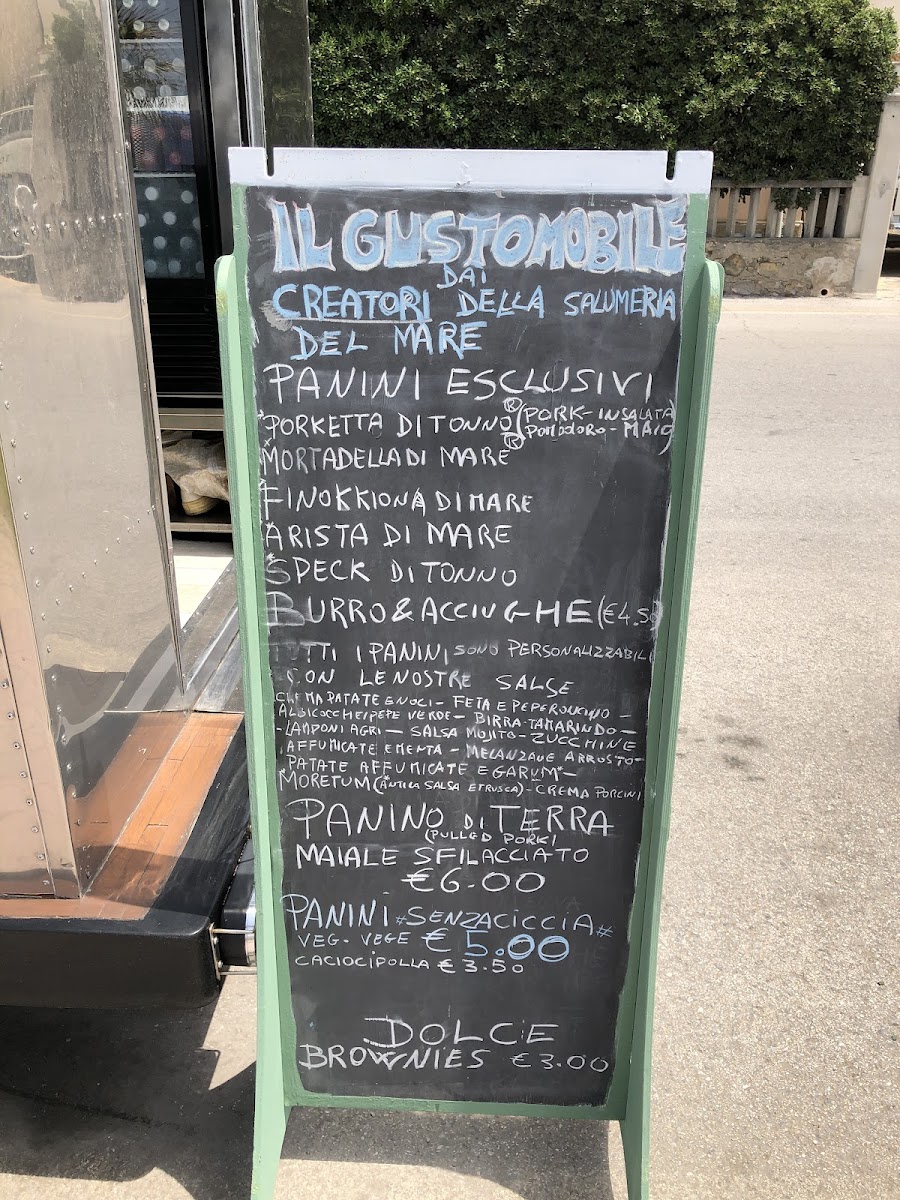 IL GUSTOMOBILE
DAI
CREATORI DELLA SALUMERIA
DEL MARE
PANINI ESCLUSIVI
PORKETTA DI TONNO® (PORK-INSALATA
POMODORO-MAIO)
MORTADELLA DI MARE®
FINOKKIONA DI MARE
ARISTA DI MARE
SPECK DI TONNO
BURRO & ACCIUGHE (€4.50
TUTTI I PANINI SONO PERSONALIZZABILI
CON LE NOSTRE SALSE
CREMA PATATE E NOCI - FETA E PEPERONCINO -
ALBICOCCHE I PEPE VERDE - BIRRA-TAMARINDO -
-LAMPONI AGRI - SALSA MOJITO - ZUCCHINE
AFFUMICATE E MENTA - MELANZANE ARROSTO -
PATATE AFFUMICATE E GARUM* -
MORETUM (ANTICA SALSA ETRUSCA) - CREMA PORCINI
PANINO DI TERRA
(PULLED PORK)
MAIALE SFILACCIATO
€6.00
PANINI #SENZACICCIA#
VEG. VEGE € 5.00
CACIOCIPOLLA €3.50
DOLCE
BROWNIES €3.00